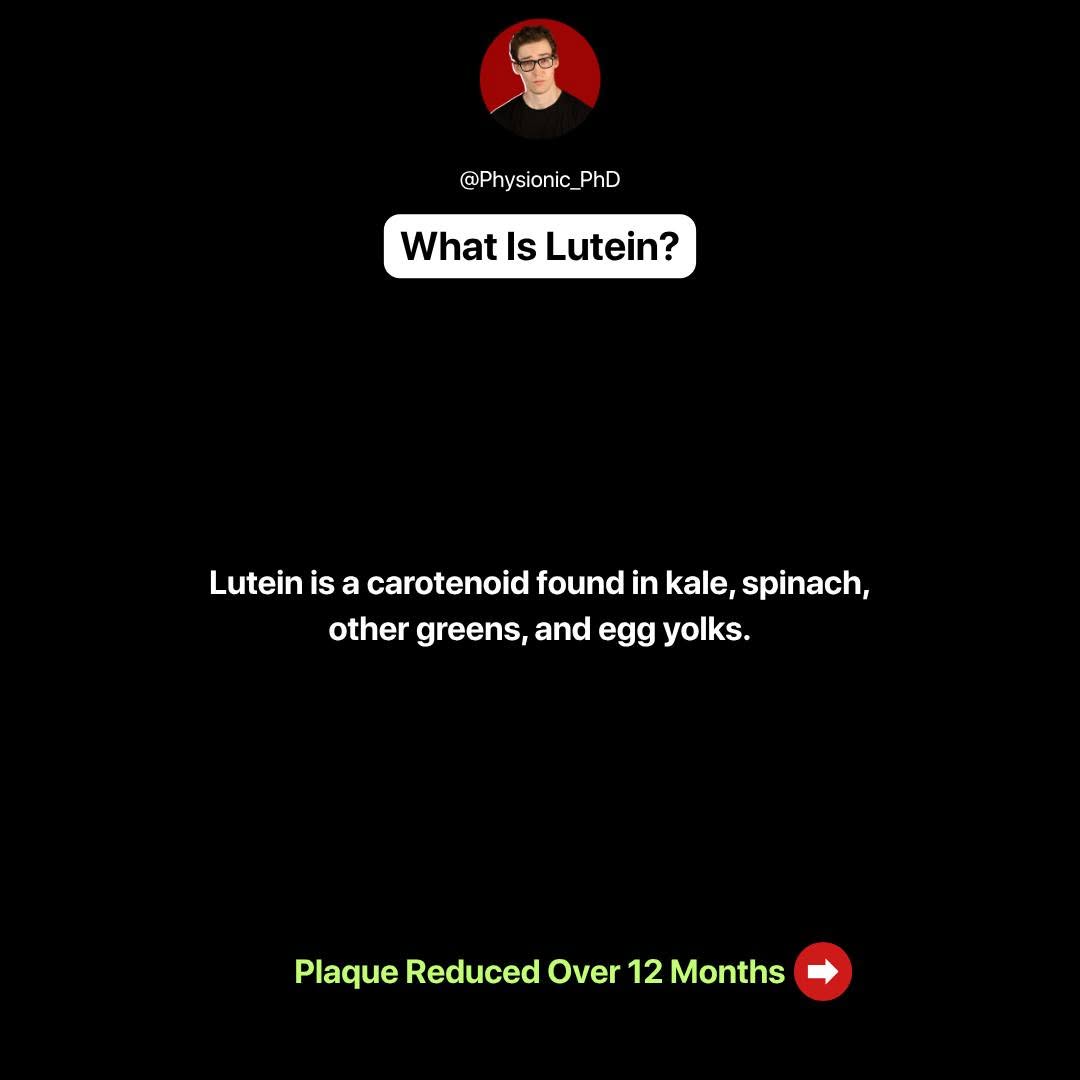 @Physionic_PhD
What Is Lutein?
Lutein is a carotenoid found in kale, spinach,
other greens, and egg yolks.
Plaque Reduced Over 12 Months